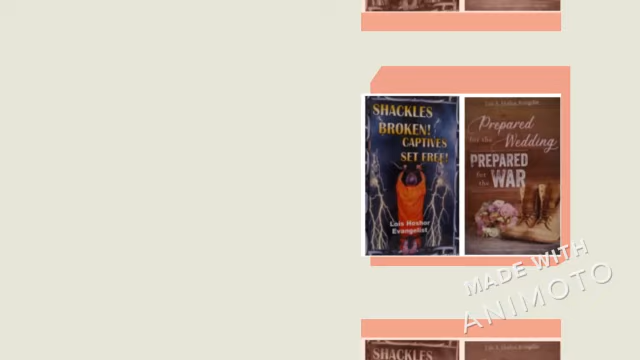 SHACKLES
BROKEN!
CAPTIVES
SET FREE!
Lois Hoshor
Evangelist
Prepared
for the Wedding
PREPARED
for the WAR
MADE WITH
ANIMOTO
SHACKLES